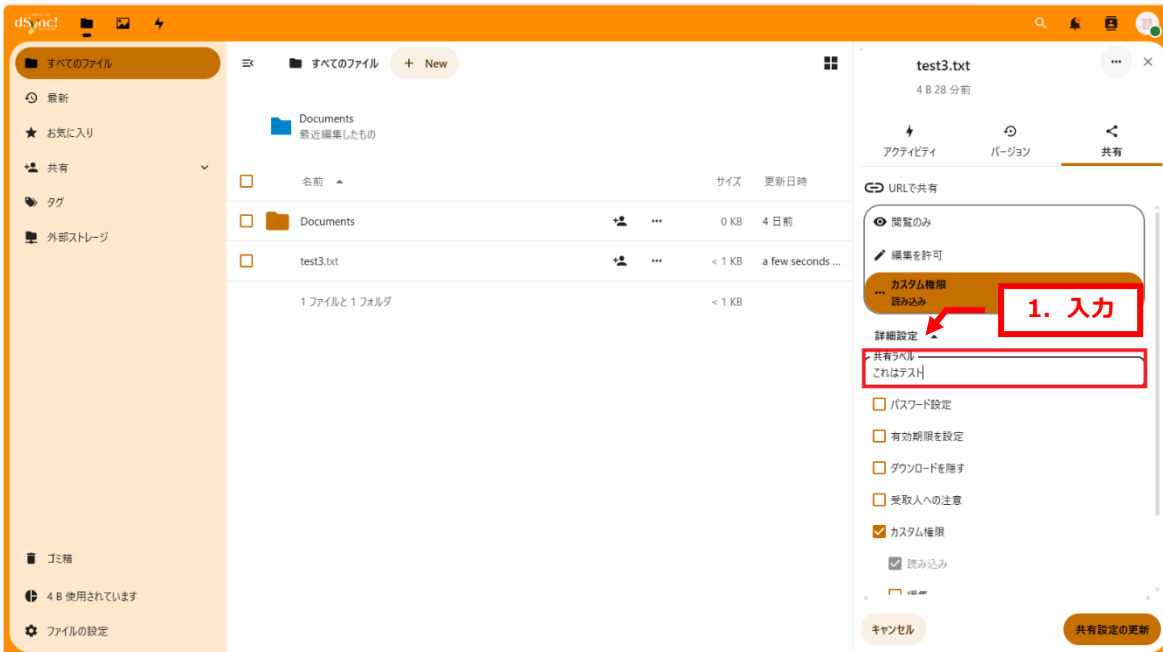 dSync!
すべてのファイル
最新
お気に入り
共有
タグ
外部ストレージ
ゴミ箱
4 B 使用されています
ファイルの設定
すべてのファイル
+ New
Documents
最近編集したもの
名前
サイズ
更新日時
Documents
0 KB
4 日前
test3.txt
< 1 KB
a few seconds ...
1 ファイルと 1 フォルダ
< 1 KB
test3.txt
4 B 28 分前
アクティビティ
バージョン
共有
URLで共有
閲覧のみ
編集を許可
カスタム権限
読み込み
1. 入力
詳細設定
共有ラベル
これはテスト
パスワード設定
有効期限を設定
ダウンロードを隠す
受取人への注意
カスタム権限
読み込み
編集
キャンセル
共有設定の更新